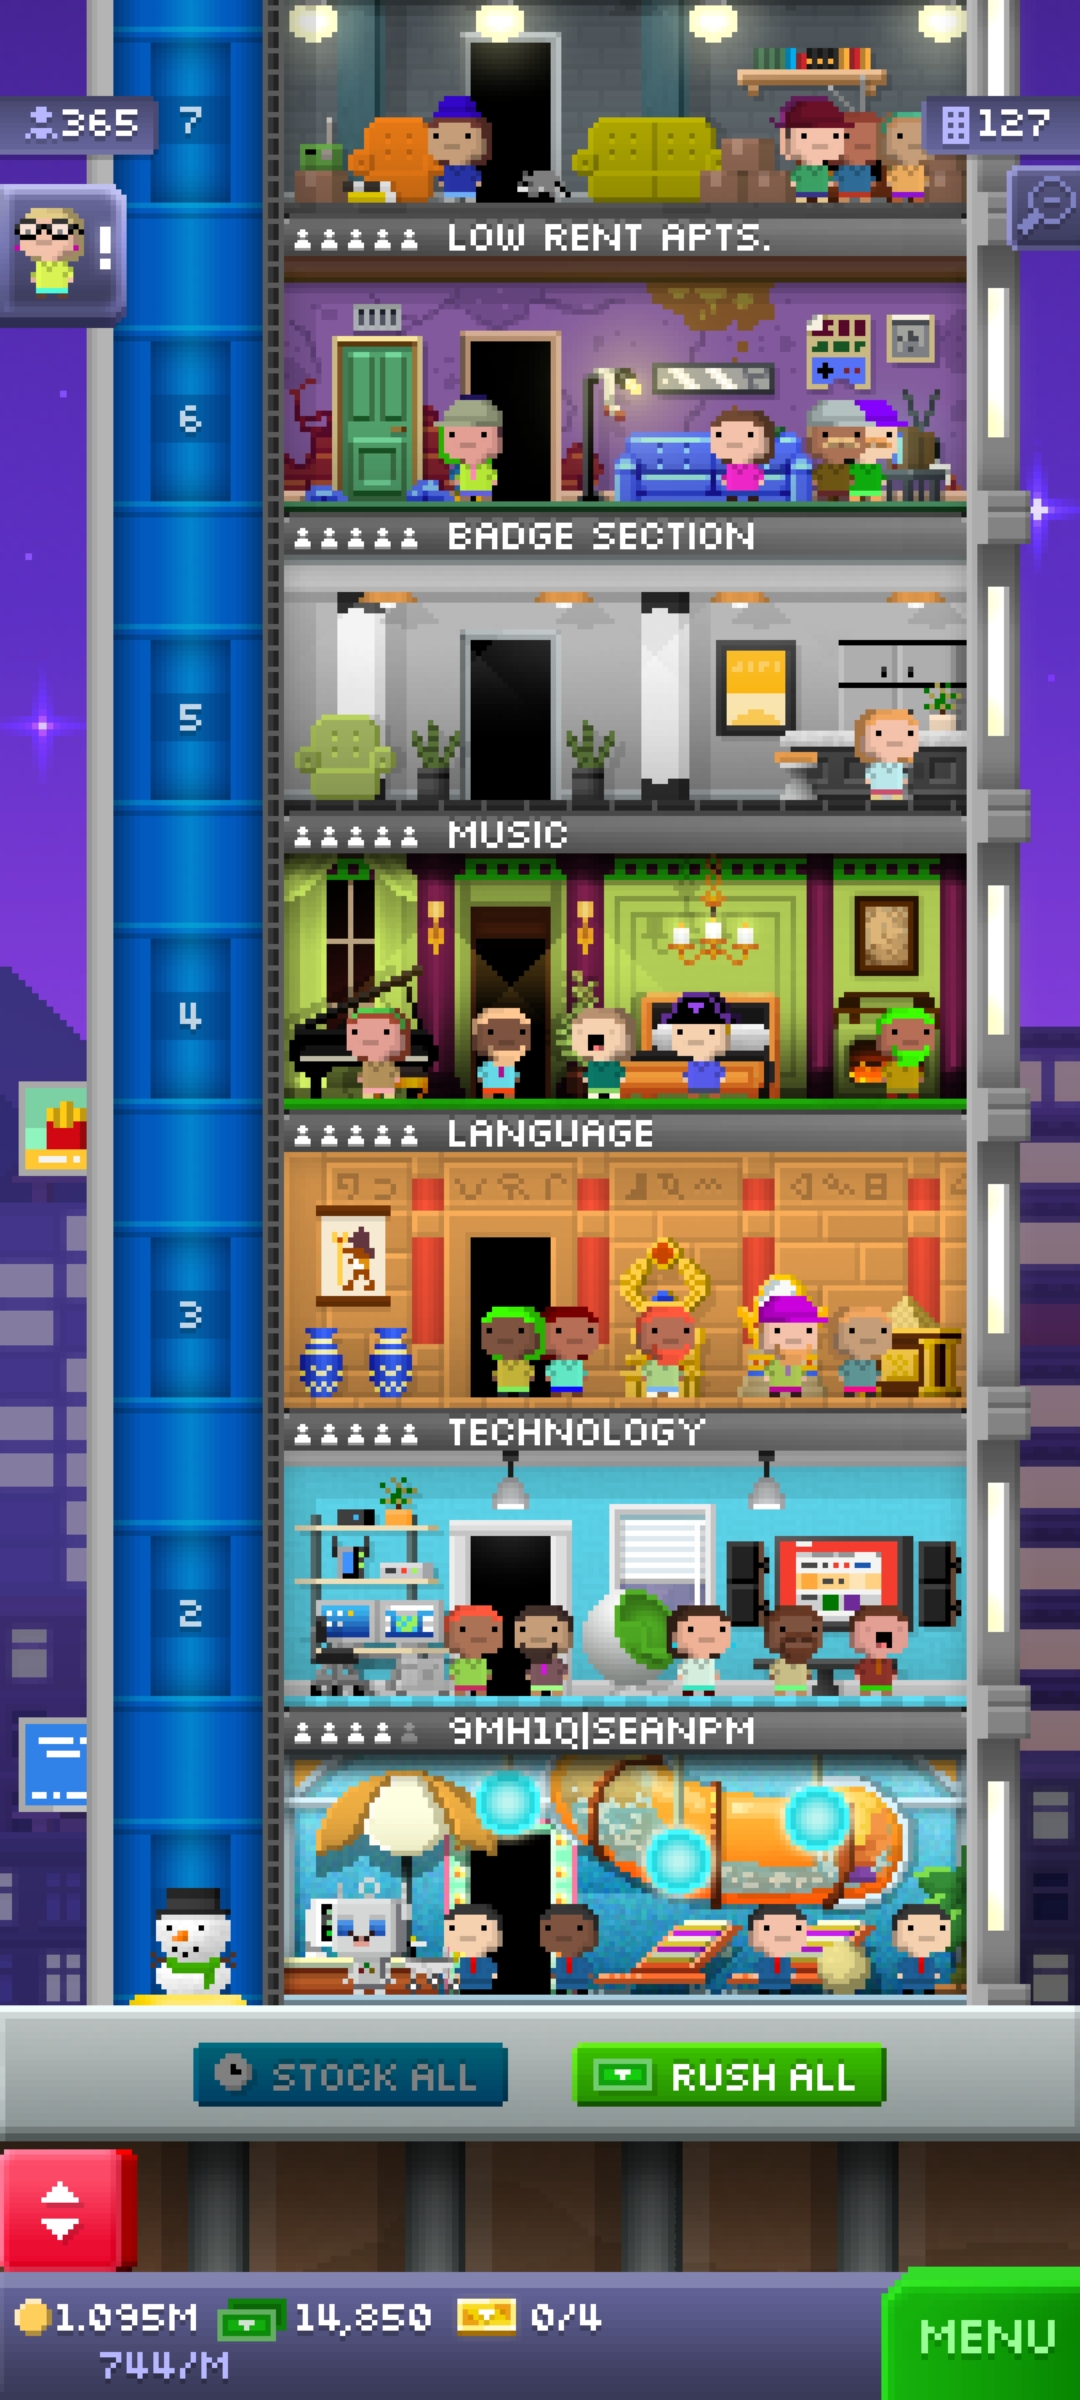 7
365
127
!
LOW RENT APTS.
6
BADGE SECTION
5
MUSIC
4
LANGUAGE
3
TECHNOLOGY
2
9MH1Q|SEANPM
STOCK ALL
RUSH ALL
1.095M
14,850
0/4
744/M
MENU